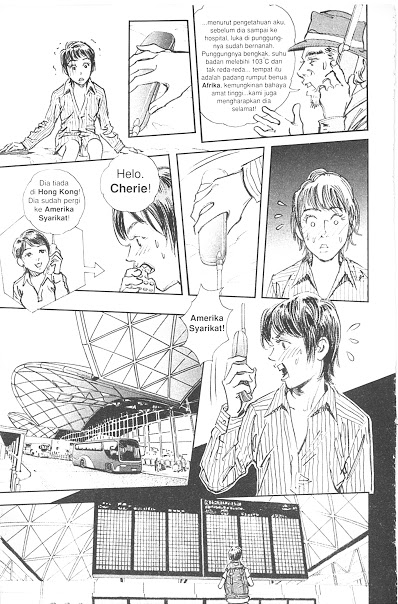 ...menurut pengetahuan aku,
sebelum dia sampai ke
hospital, luka di punggung-
nya sudah bernanah.
Punggungnya bengkak, suhu
badan melebihi 103 C dan
tak reda-reda... tempat itu
adalah padang rumput benua
Afrika, kemungkinan bahaya
amat tinggi...kami juga
mengharapkan dia
selamat!
Helo.
Cherie!
Dia tiada
di Hong Kong!
Dia sudah pergi
ke Amerika
Syarikat!
Amerika
Syarikat!